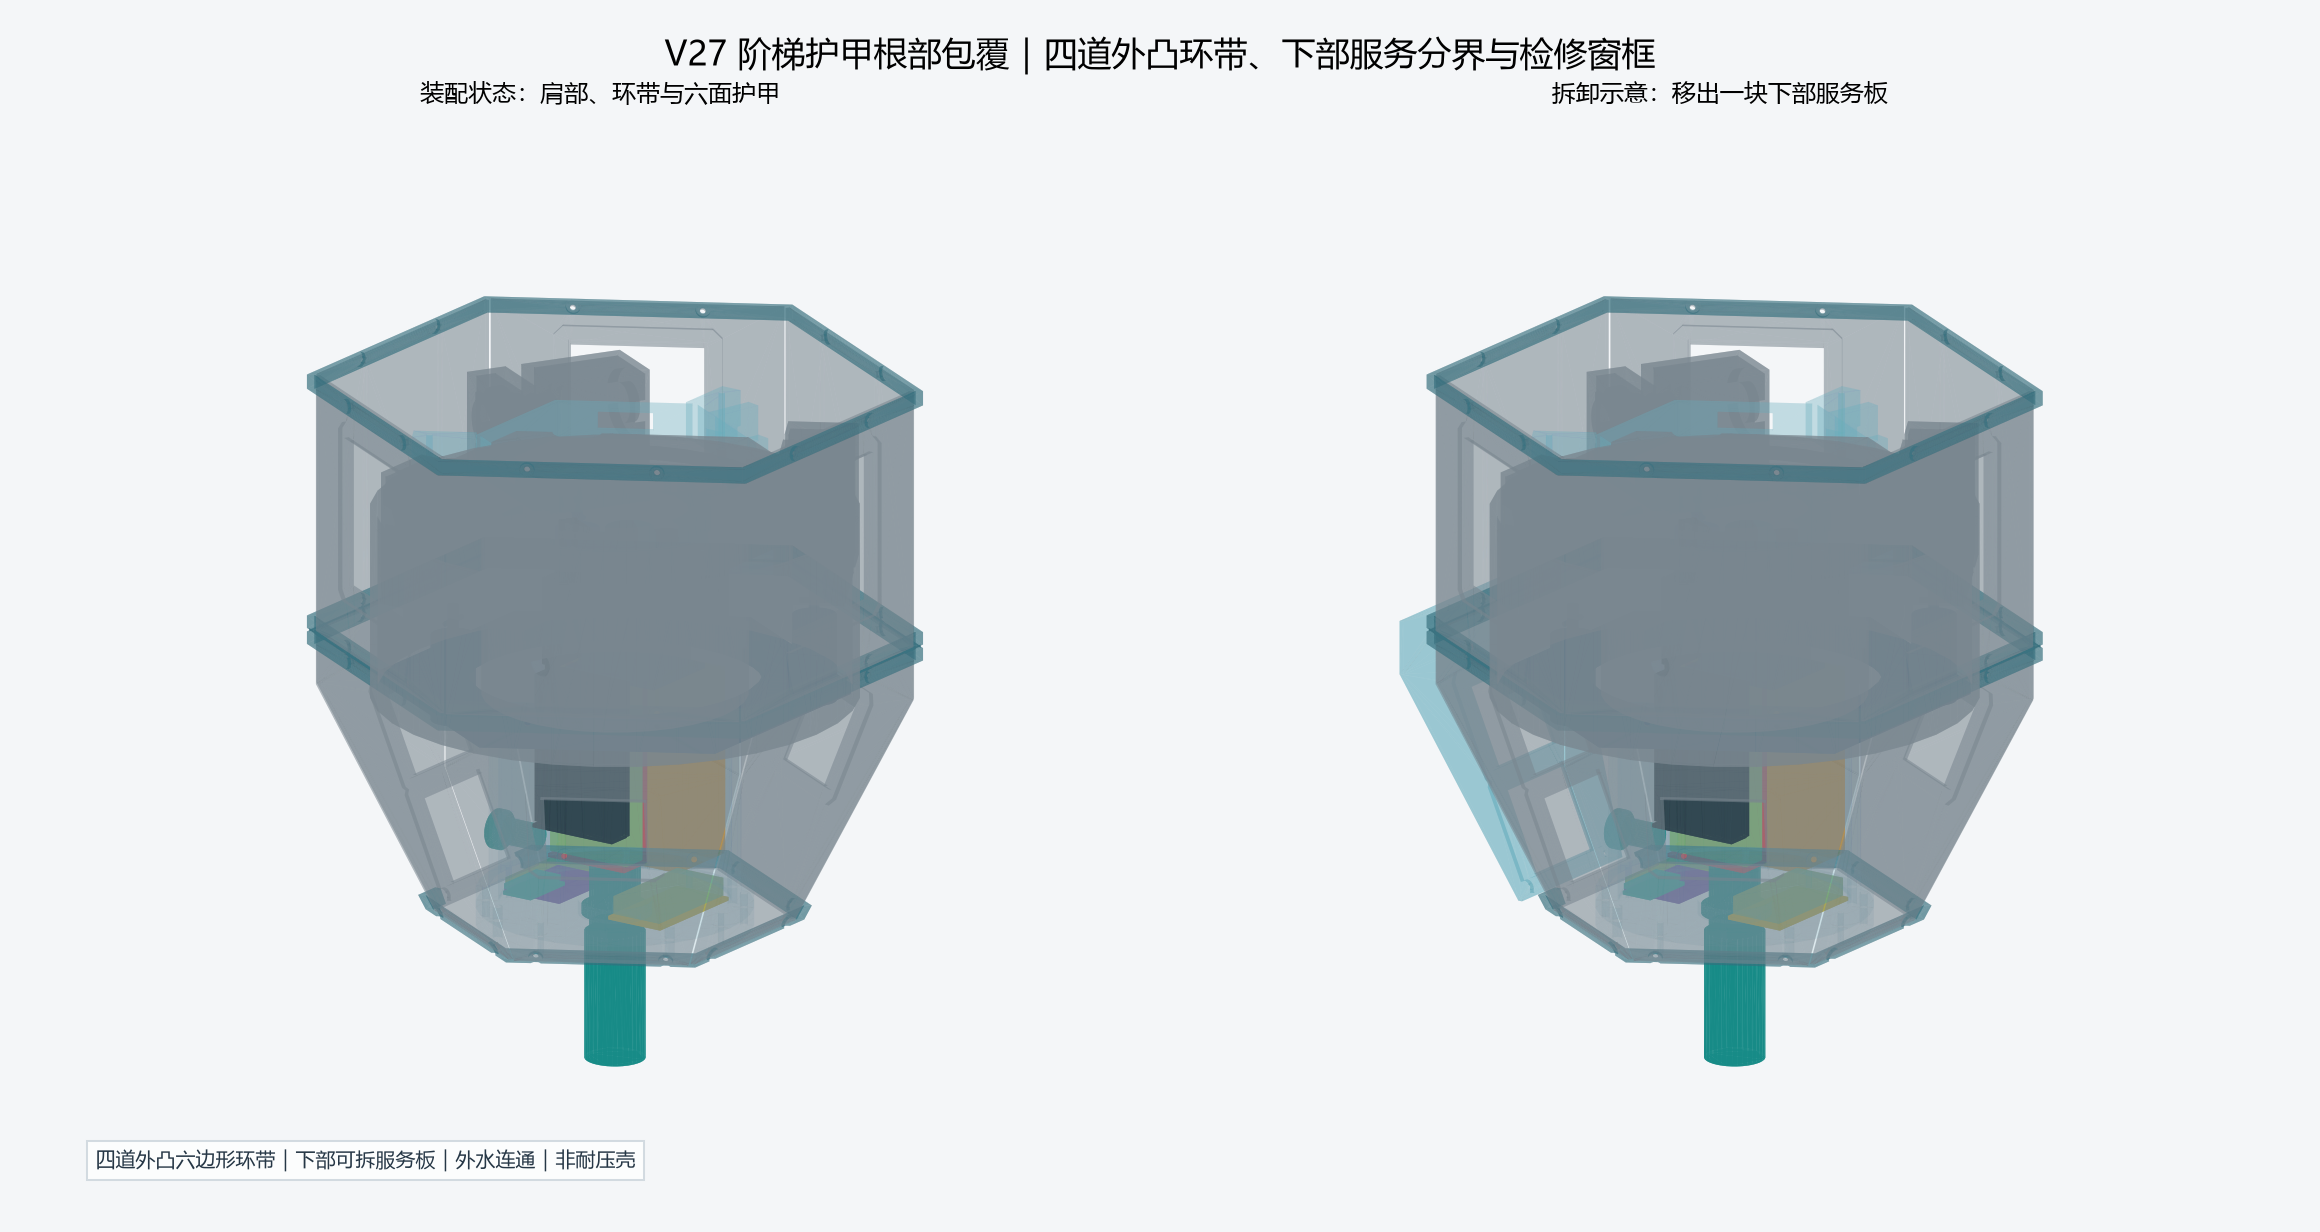 V27 阶梯护甲根部包覆｜四道外凸环带、下部服务分界与检修窗框
装配状态：肩部、环带与六面护甲
拆卸示意：移出一块下部服务板
四道外凸六边形环带｜下部可拆服务板｜外水连通｜非耐压壳